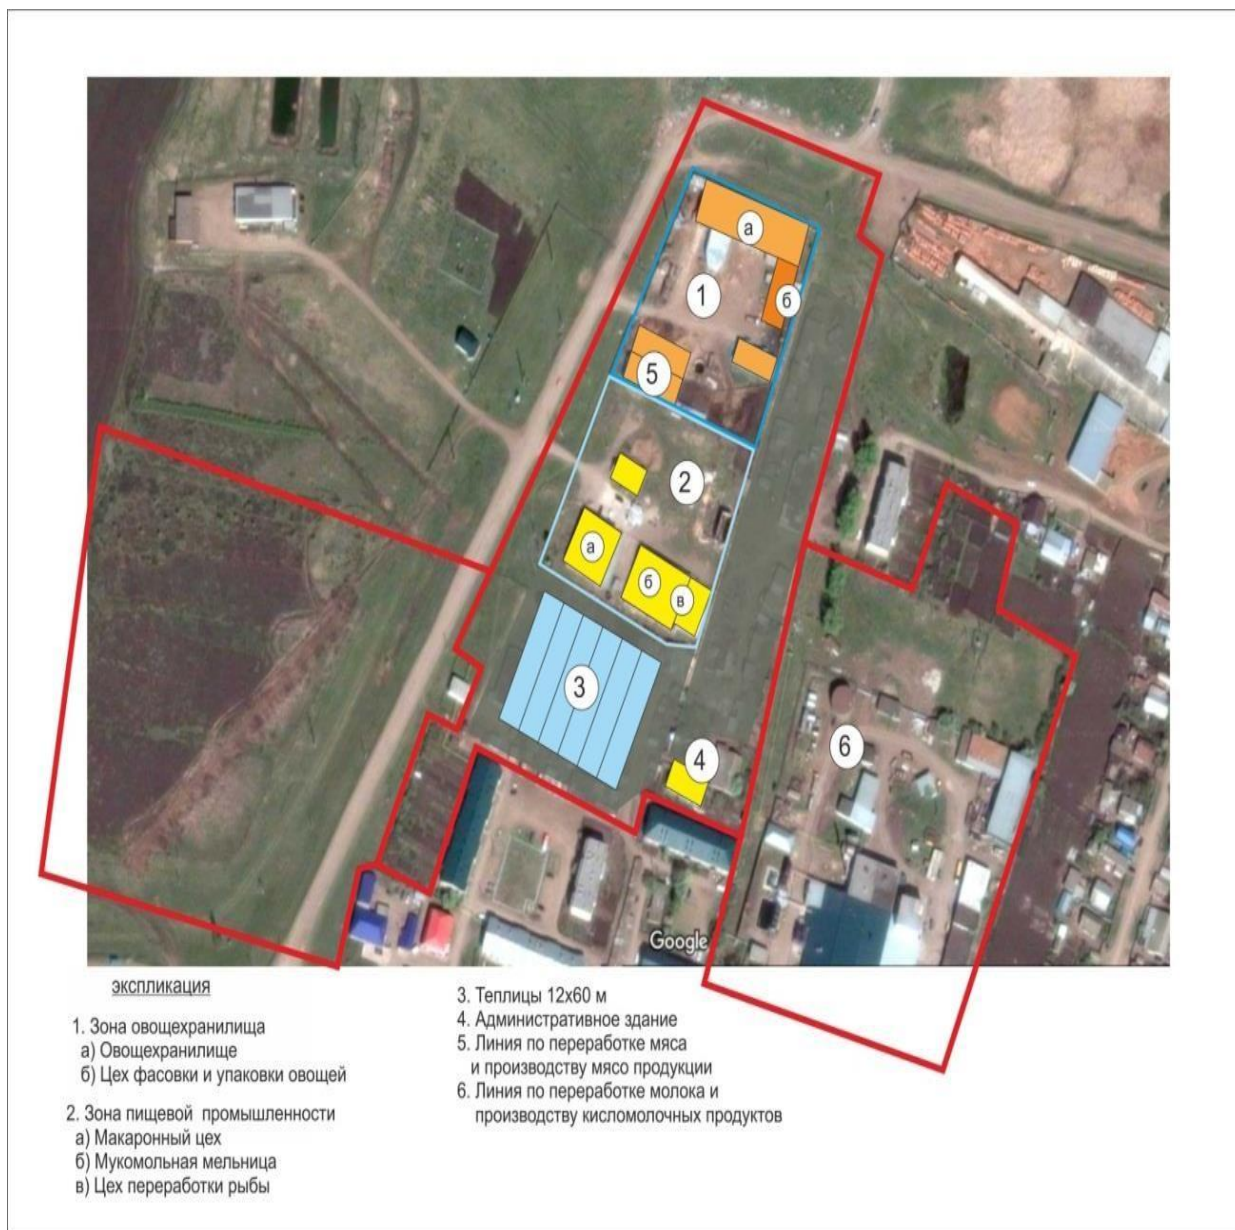 а
1
б
5
2
а
б
в
3
4
6
Google
экспликация
1. Зона овощехранилища
а) Овощехранилище
б) Цех фасовки и упаковки овощей
2. Зона пищевой промышленности
а) Макаронный цех
б) Мукомольная мельница
в) Цех переработки рыбы
3. Теплицы 12х60 м
4. Административное здание
5. Линия по переработке мяса
и производству мясо продукции
6. Линия по переработке молока и
производству кисломолочных продуктов